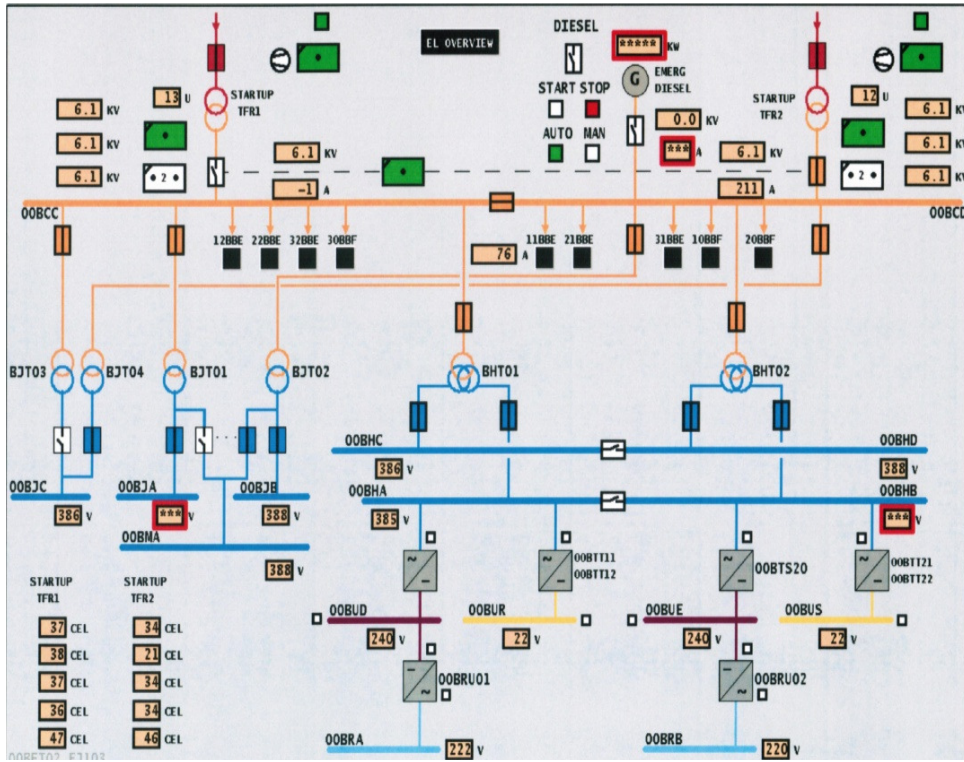 EL OVERVIEW
DIESEL
***** KW
G
EMERG
DIESEL
START STOP
AUTO MAN
0.0 KV
*** A
13 U
STARTUP
TFR1
6.1 KV
6.1 KV
6.1 KV
2
6.1 KV
-1 A
STARTUP
TFR2
12 U
6.1 KV
6.1 KV
6.1 KV
2
6.1 KV
211 A
00BCC
00BCD
12BBE 22BBE 32BBE 30BBF
76 A
11BBE 21BBE
31BBE 10BBF 20BBF
BJT03 BJT04 BJT01 BJT02 BHT01 BHT02
00BHC 00BHD
386 V
388 V
00BJC 00BJA 00BJB
386 V
*** V
388 V
00BHA 00BHB
385 V
*** V
00BMA
388 V
00BTT11
00BTT12
00BTS20
00BTT21
00BTT22
00BUD 00BUR 00BUE 00BUS
240 V
22 V
240 V
22 V
00BRU01
00BRU02
00BRA
222 V
00BRB
220 V
STARTUP
TFR1
37 CEL
38 CEL
37 CEL
36 CEL
47 CEL
STARTUP
TFR2
34 CEL
21 CEL
34 CEL
34 CEL
46 CEL